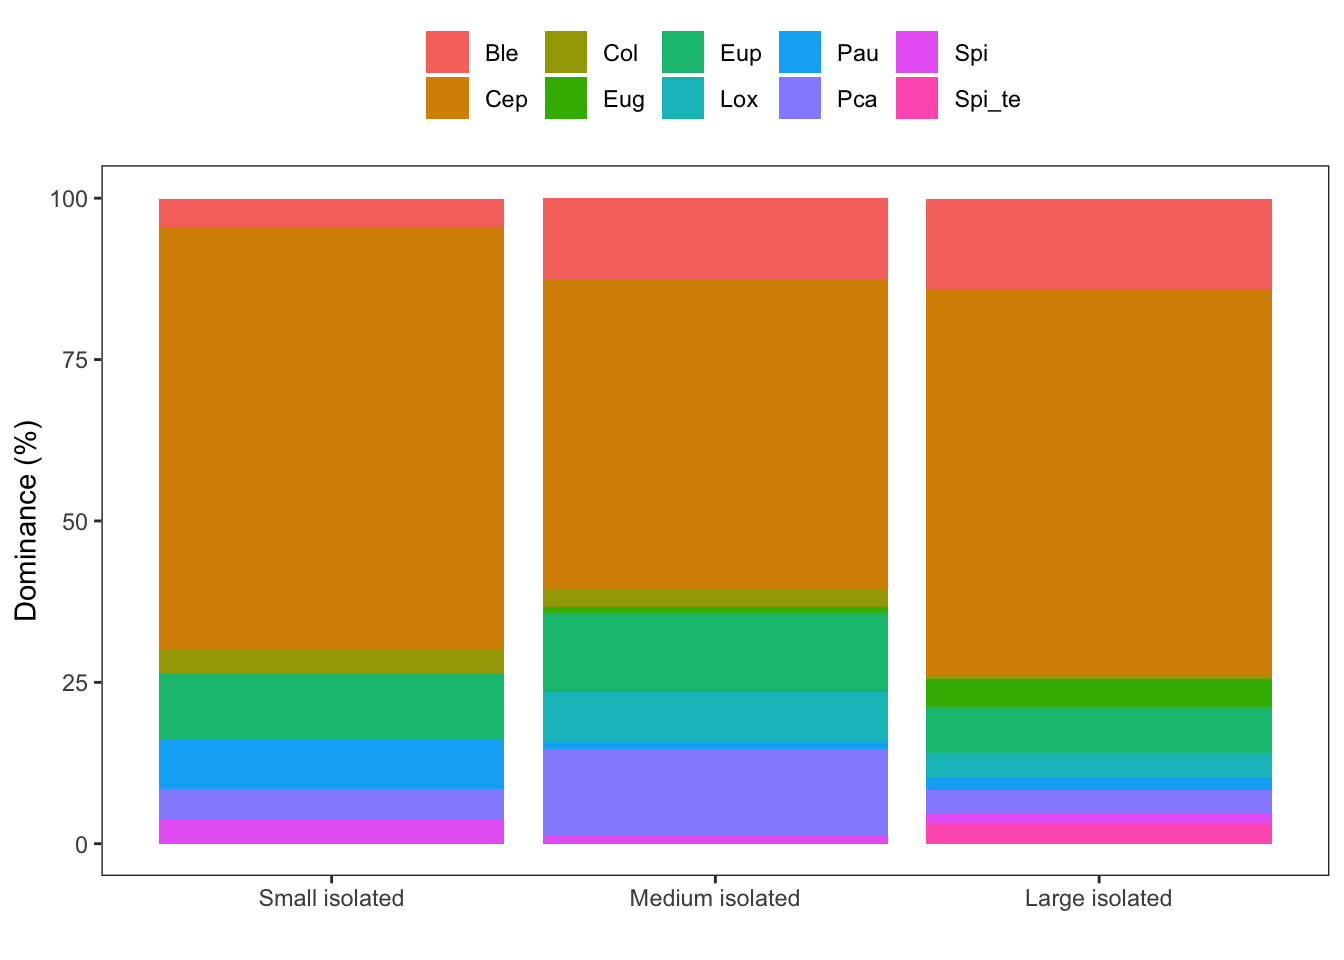 Ble Col Eup Pau Spi
Cep Eug Lox Pca Spi_te
Dominance (%)
100
75
50
25
0
Small isolated Medium isolated Large isolated